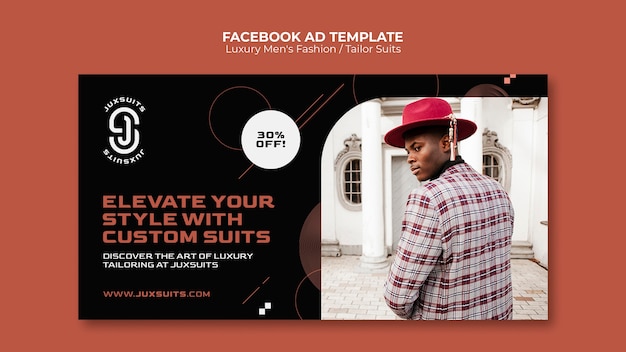 FACEBOOK AD TEMPLATE
Luxury Men's Fashion / Tailor Suits
JUXSUITS
JUXSUITS
30%
OFF!
ELEVATE YOUR
STYLE WITH
CUSTOM SUITS
DISCOVER THE ART OF LUXURY
TAILORING AT JUXSUITS
WWW.JUXSUITS.COM